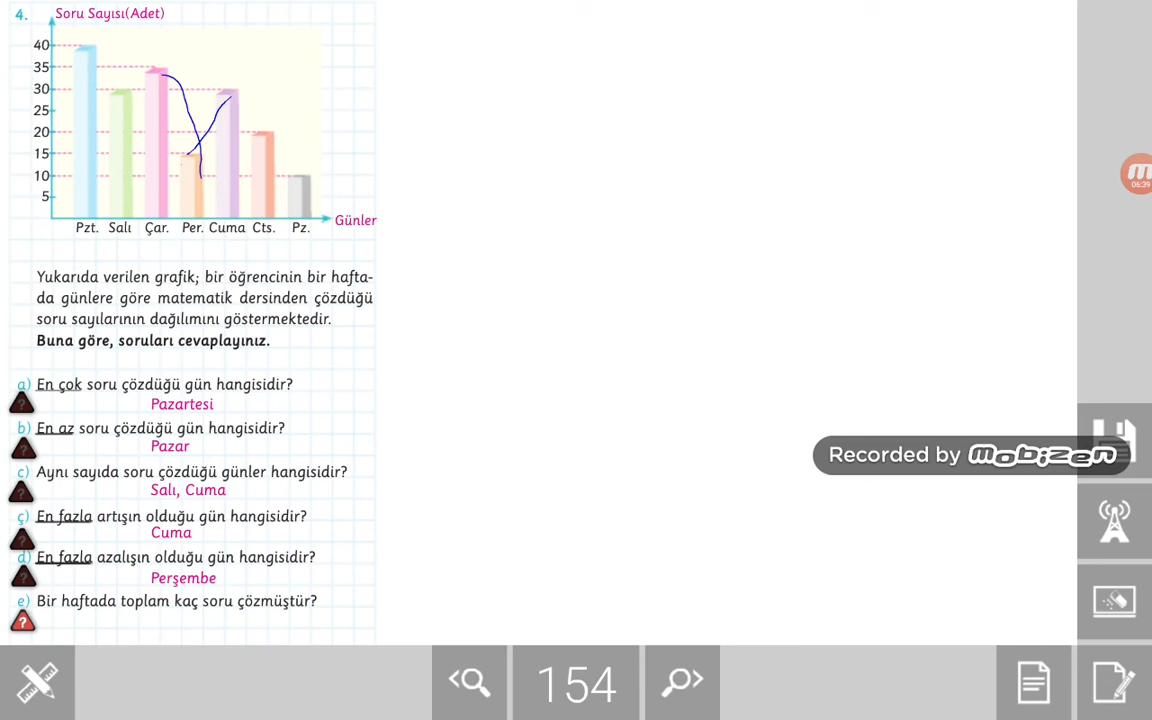 4. Soru Sayısı(Adet)
40
35
30
25
20
15
10
5
Günler
Pzt. Salı Çar. Per. Cuma Cts. Pz.
Yukarıda verilen grafik; bir öğrencinin bir hafta-
da günlere göre matematik dersinden çözdüğü
soru sayılarının dağılımını göstermektedir.
Buna göre, soruları cevaplayınız.
a) En çok soru çözdüğü gün hangisidir?
? Pazartesi
b) En az soru çözdüğü gün hangisidir?
? Pazar
c) Aynı sayıda soru çözdüğü günler hangisidir?
? Salı, Cuma
ç) En fazla artışın olduğu gün hangisidir?
? Cuma
d) En fazla azalışın olduğu gün hangisidir?
? Perşembe
e) Bir haftada toplam kaç soru çözmüştür?
?
m
06:39
Recorded by mobizen
154